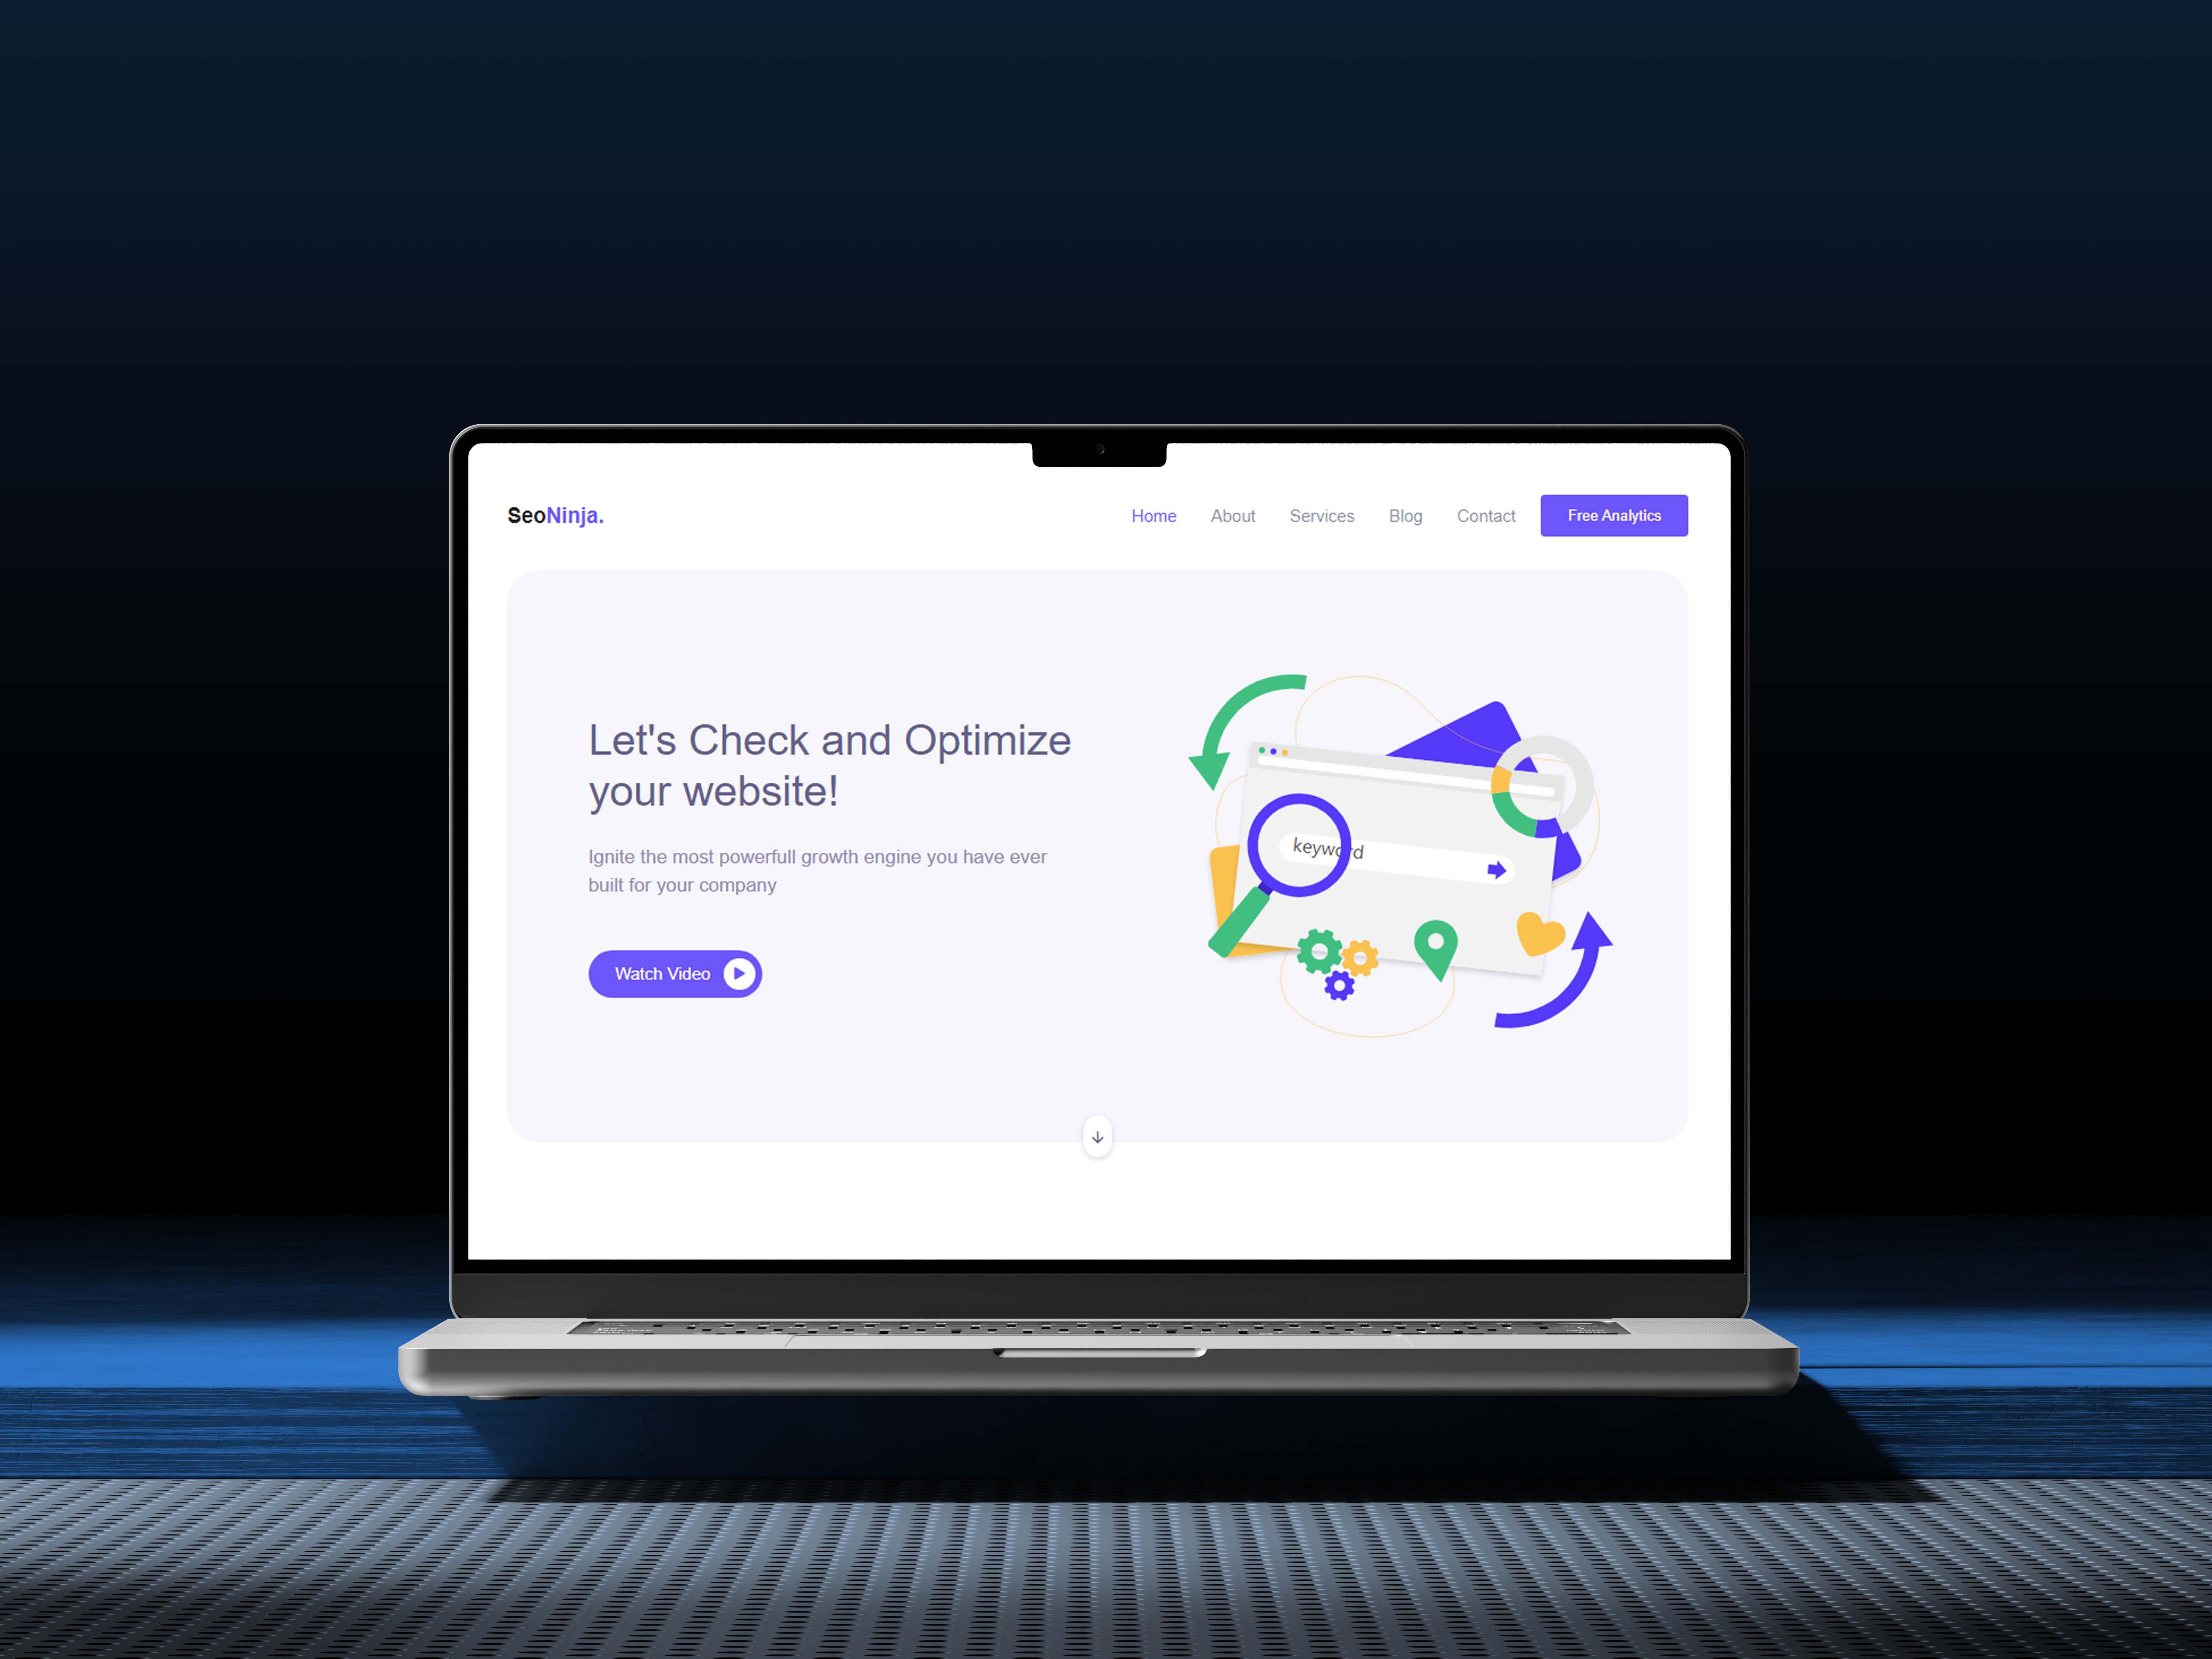 SeoNinja.
Home About Services Blog Contact Free Analytics
Let's Check and Optimize
your website!
Ignite the most powerfull growth engine you have ever
built for your company
Watch Video
keyword